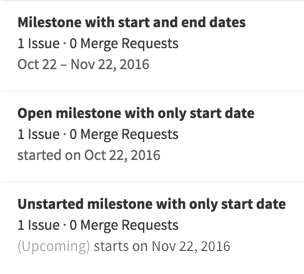 Milestone with start and end dates
1 Issue · 0 Merge Requests
Oct 22 – Nov 22, 2016
Open milestone with only start date
1 Issue · 0 Merge Requests
started on Oct 22, 2016
Unstarted milestone with only start date
1 Issue · 0 Merge Requests
(Upcoming) starts on Nov 22, 2016